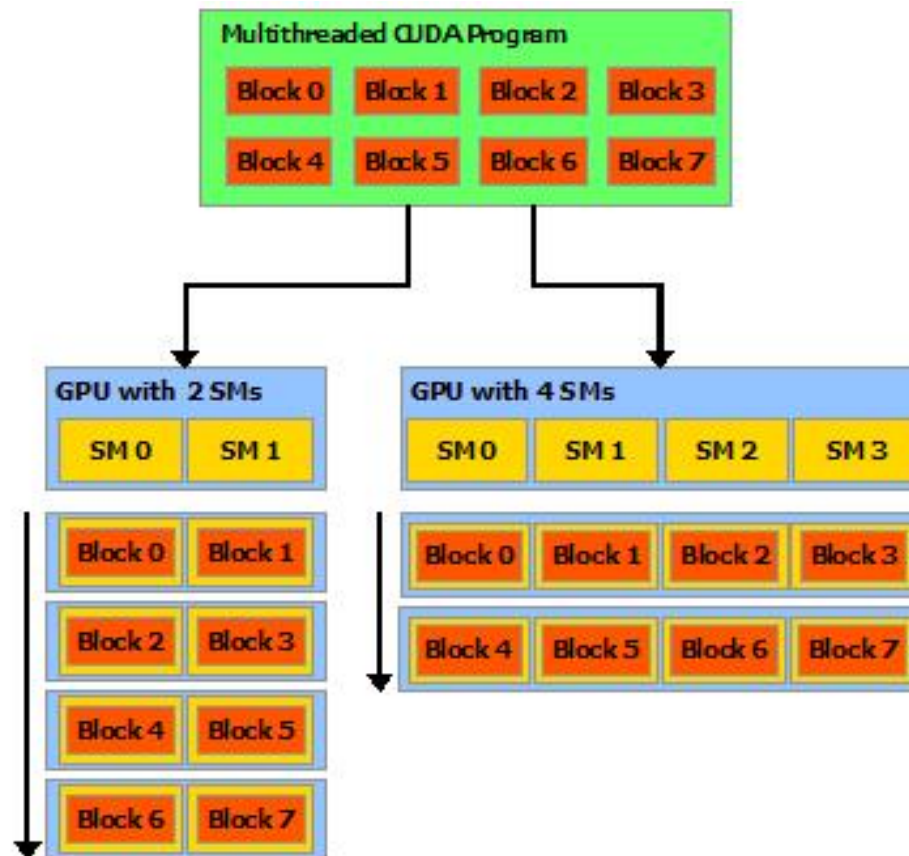 Multithreaded CUDA Program
Block 0 Block 1 Block 2 Block 3
Block 4 Block 5 Block 6 Block 7
GPU with 2 SMs
SM 0 SM 1
Block 0 Block 1
Block 2 Block 3
Block 4 Block 5
Block 6 Block 7
GPU with 4 SMs
SM 0 SM 1 SM 2 SM 3
Block 0 Block 1 Block 2 Block 3
Block 4 Block 5 Block 6 Block 7